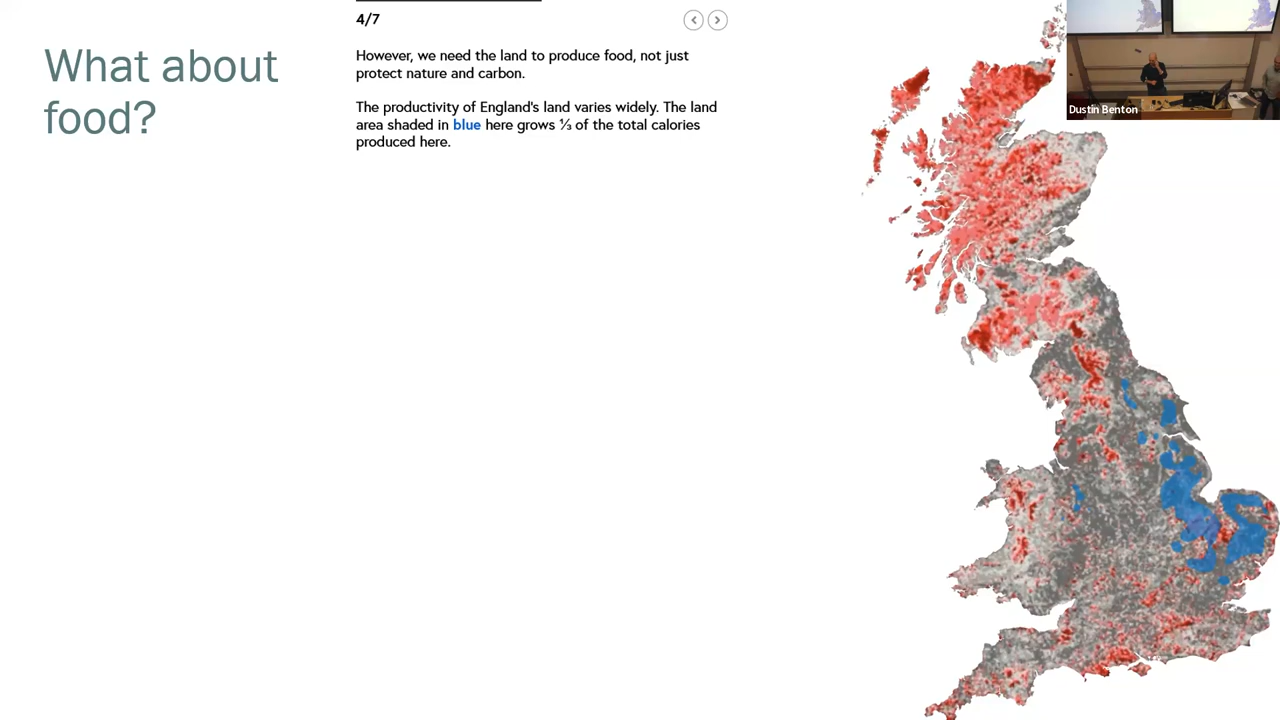 What about
food?
4/7
However, we need the land to produce food, not just
protect nature and carbon.
The productivity of England's land varies widely. The land
area shaded in blue here grows ⅓ of the total calories
produced here.
Dustin Benton